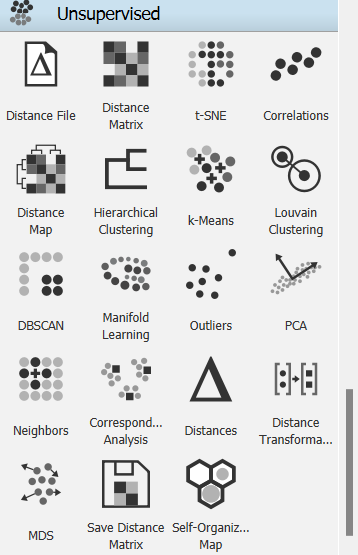 Unsupervised
Distance File
Distance
Matrix
t-SNE
Correlations
Distance
Map
Hierarchical
Clustering
k-Means
Louvain
Clustering
DBSCAN
Manifold
Learning
Outliers
PCA
Neighbors
Correspond...
Analysis
Distances
Distance
Transforma...
MDS
Save Distance
Matrix
Self-Organiz...
Map